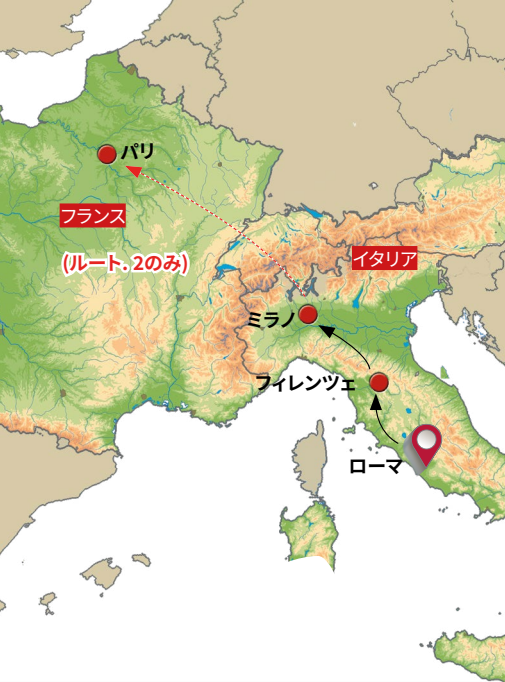 パリ
フランス
(ルート. 2のみ)
イタリア
ミラノ
フィレンツェ
ローマ